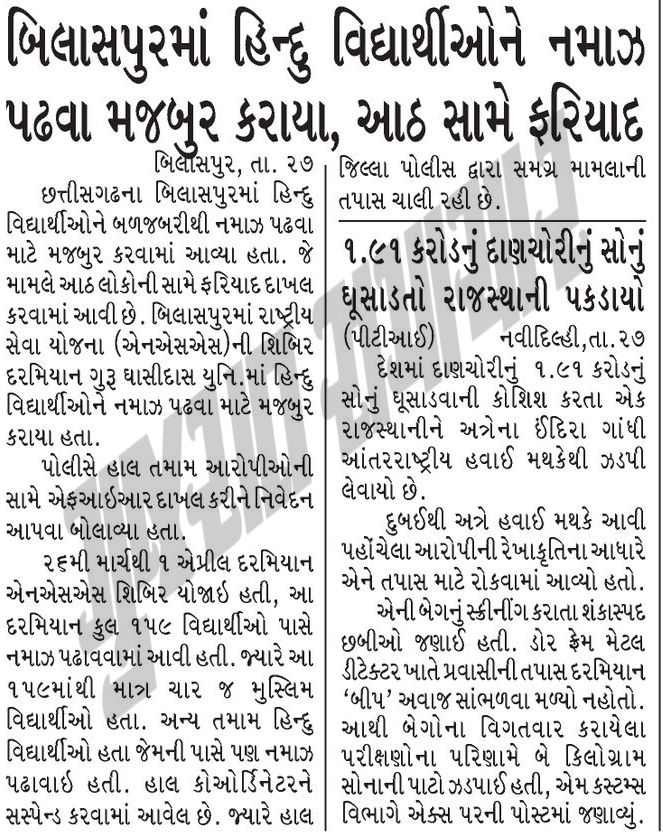 બિલાસપુરમાં હિન્દુ વિદ્યાર્થીઓને નમાઝ
પઢવા મજબુર કરાયા, આઠ સામે ફરિયાદ
બિલાસપુર, તા. ૨૭
છત્તીસગઢના બિલાસપુરમાં હિન્દુ
વિદ્યાર્થીઓને બળજબરીથી નમાઝ પઢવા
માટે મજબુર કરવામાં આવ્યા હતા. જે
મામલે આઠ લોકોની સામે ફરિયાદ દાખલ
કરવામાં આવી છે. બિલાસપુરમાં રાષ્ટ્રીય
સેવા યોજના (એનએસએસ)ની શિબિર
દરમિયાન ગુરુ ઘાસીદાસ યુનિ.માં હિન્દુ
વિદ્યાર્થીઓને નમાઝ પઢવા માટે મજબુર
કરાયા હતા.
પોલીસે હાલ તમામ આરોપીઓની
સામે એફઆઇઆર દાખલ કરીને નિવેદન
આપવા બોલાવ્યા હતા.
૨૬મી માર્ચથી ૧ એપ્રીલ દરમિયાન
એનએસએસ શિબિર યોજાઇ હતી, આ
દરમિયાન કુલ ૧૫૯ વિદ્યાર્થીઓ પાસે
નમાઝ પઢાવવામાં આવી હતી. જ્યારે આ
૧૫૯માંથી માત્ર ચાર જ મુસ્લિમ
વિદ્યાર્થીઓ હતા. અન્ય તમામ હિન્દુ
વિદ્યાર્થીઓ હતા જેમની પાસે પણ નમાઝ
પઢાવાઇ હતી. હાલ કોઓર્ડિનેટરને
સસ્પેન્ડ કરવામાં આવેલ છે. જ્યારે હાલ
જિલ્લા પોલીસ દ્વારા સમગ્ર મામલાની
તપાસ ચાલી રહી છે.
૧.૯૧ કરોડનું દાણચોરીનું સોનું
ઘૂસાડતો રાજસ્થાની પકડાયો
(પીટીઆઈ) નવીદિલ્હી,તા.૨૭
દેશમાં દાણચોરીનું ૧.૯૧ કરોડનું
સોનું ઘૂસાડવાની કોશિશ કરતા એક
રાજસ્થાનીને અત્રેના ઈંદિરા ગાંધી
આંતરરાષ્ટ્રીય હવાઈ મથકેથી ઝડપી
લેવાયો છે.
દુબઈથી અત્રે હવાઈ મથકે આવી
પહોંચેલા આરોપીની રેખાકૃતિના આધારે
એને તપાસ માટે રોકવામાં આવ્યો હતો.
એની બેગનું સ્ક્રીનીંગ કરાતા શંકાસ્પદ
છબીઓ જણાઈ હતી. ડોર ફ્રેમ મેટલ
ડીટેક્ટર ખાતે પ્રવાસીની તપાસ દરમિયાન
‘બીપ’ અવાજ સાંભળવા મળ્યો નહોતો.
આથી બેગોના વિગતવાર કરાયેલા
પરીક્ષણોના પરિણામે બે કિલોગ્રામ
સોનાની પાટો ઝડપાઈ હતી, એમ કસ્ટમ્સ
વિભાગે એક્સ પરની પોસ્ટમાં જણાવ્યું.